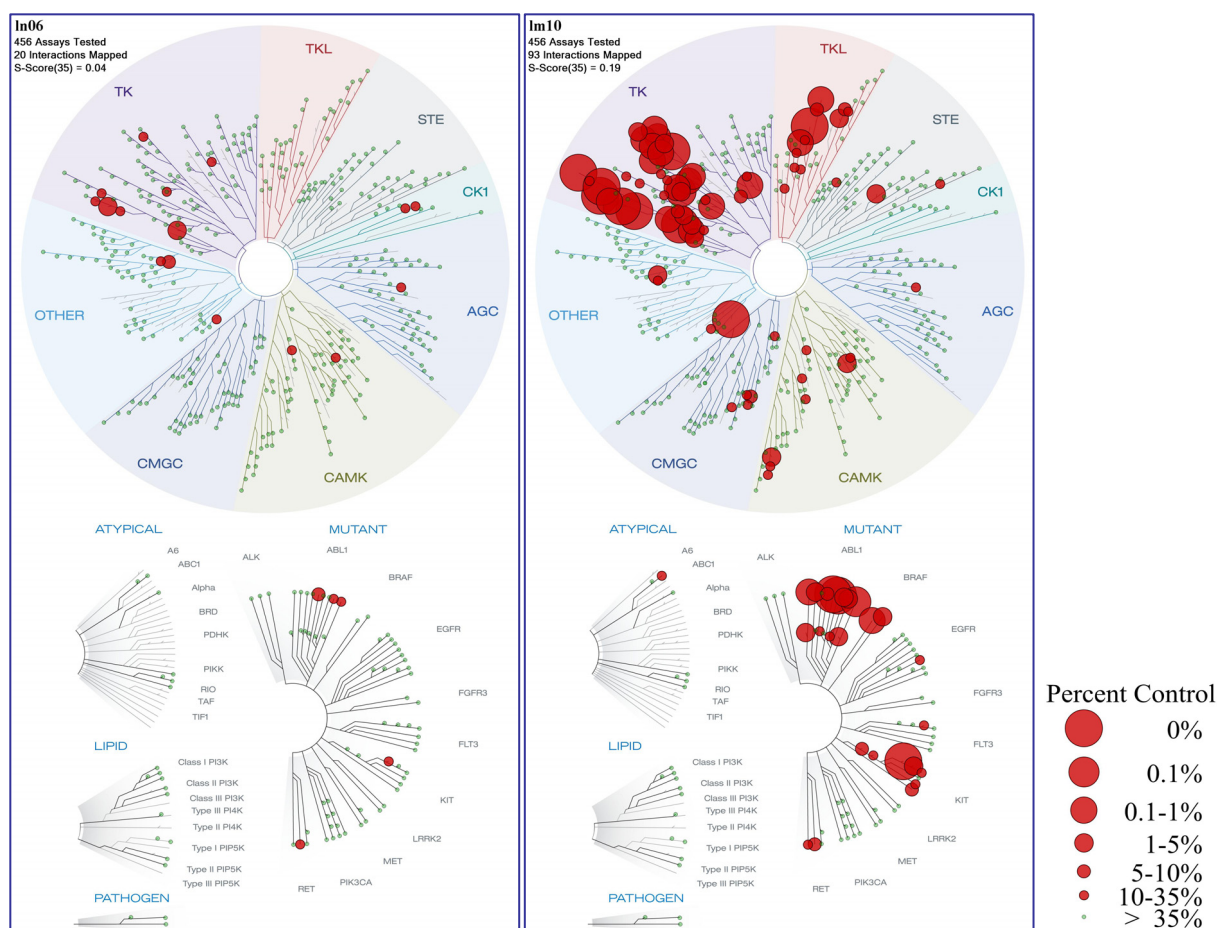 ln06
456 Assays Tested
20 Interactions Mapped
S-Score(35) = 0.04
TKL
TK
STE
CK1
AGC
OTHER
CMGC
CAMK
ATYPICAL
MUTANT
A6
ABC1
Alpha
BRD
PDHK
PIKK
RIO
TAF
TIF1
ALK
ABL1
BRAF
EGFR
FGFR3
FLT3
KIT
LRRK2
MET
PIK3CA
RET
LIPID
Class I PI3K
Class II PI3K
Class III PI3K
Type III PI4K
Type II PI4K
Type I PIP5K
Type II PIP5K
Type III PIP5K
PATHOGEN
lm10
456 Assays Tested
93 Interactions Mapped
S-Score(35) = 0.19
TKL
TK
STE
CK1
AGC
OTHER
CMGC
CAMK
ATYPICAL
MUTANT
A6
ABC1
Alpha
BRD
PDHK
PIKK
RIO
TAF
TIF1
ALK
ABL1
BRAF
EGFR
FGFR3
FLT3
KIT
LRRK2
MET
PIK3CA
RET
LIPID
Class I PI3K
Class II PI3K
Class III PI3K
Type III PI4K
Type II PI4K
Type I PIP5K
Type II PIP5K
Type III PIP5K
PATHOGEN
Percent Control
0%
0.1%
0.1-1%
1-5%
5-10%
10-35%
> 35%